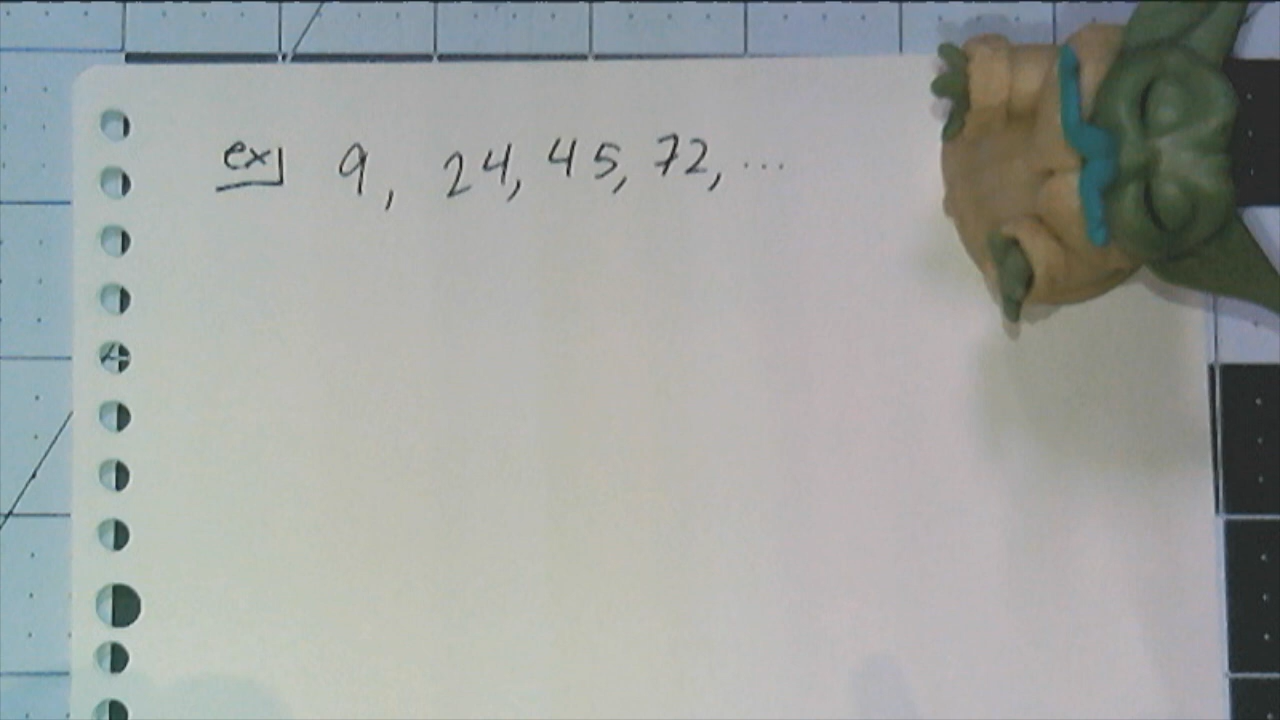 ex) 9, 24, 45, 72, ...